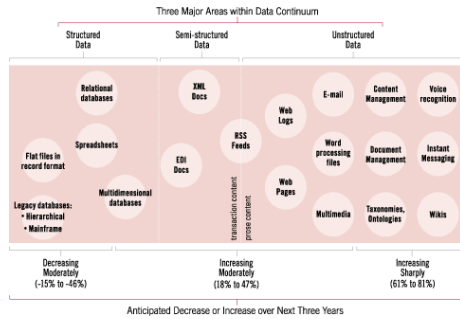 Three Major Areas within Data Continuum
Structured
Data
Semi-structured
Data
Unstructured
Data
Relational
databases
XML
Docs
E-mail
Content
Management
Voice
recognition
Web
Logs
Flat files in
record format
Spreadsheets
RSS
Feeds
Word
processing
files
Document
Management
Instant
Messaging
EDI
Docs
Web
Pages
Multidimensional
databases
Legacy databases:
• Hierarchical
• Mainframe
transaction content
prose content
Multimedia
Taxonomies,
Ontologies
Wikis
Decreasing
Moderately
(-15% to -46%)
Increasing
Moderately
(18% to 47%)
Increasing
Sharply
(61% to 81%)
Anticipated Decrease or Increase over Next Three Years